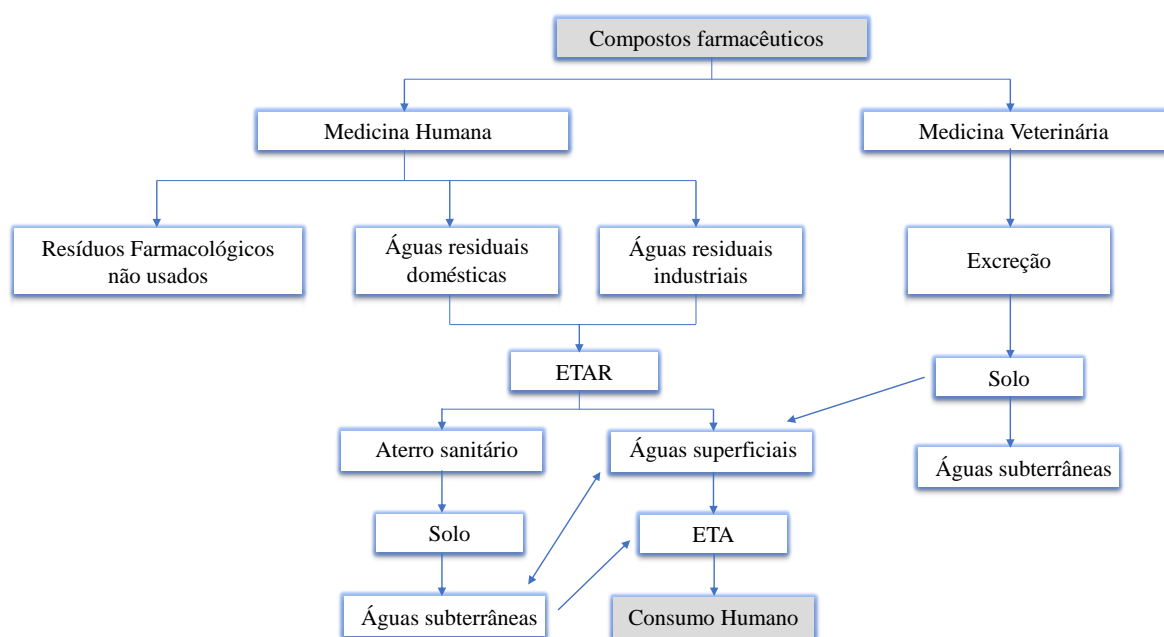 Compostos farmacêuticos
Medicina Humana
Medicina Veterinária
Resíduos Farmacológicos
não usados
Águas residuais
domésticas
Águas residuais
industriais
Excreção
ETAR
Solo
Aterro sanitário
Águas superficiais
Águas subterrâneas
Solo
ETA
Águas subterrâneas
Consumo Humano